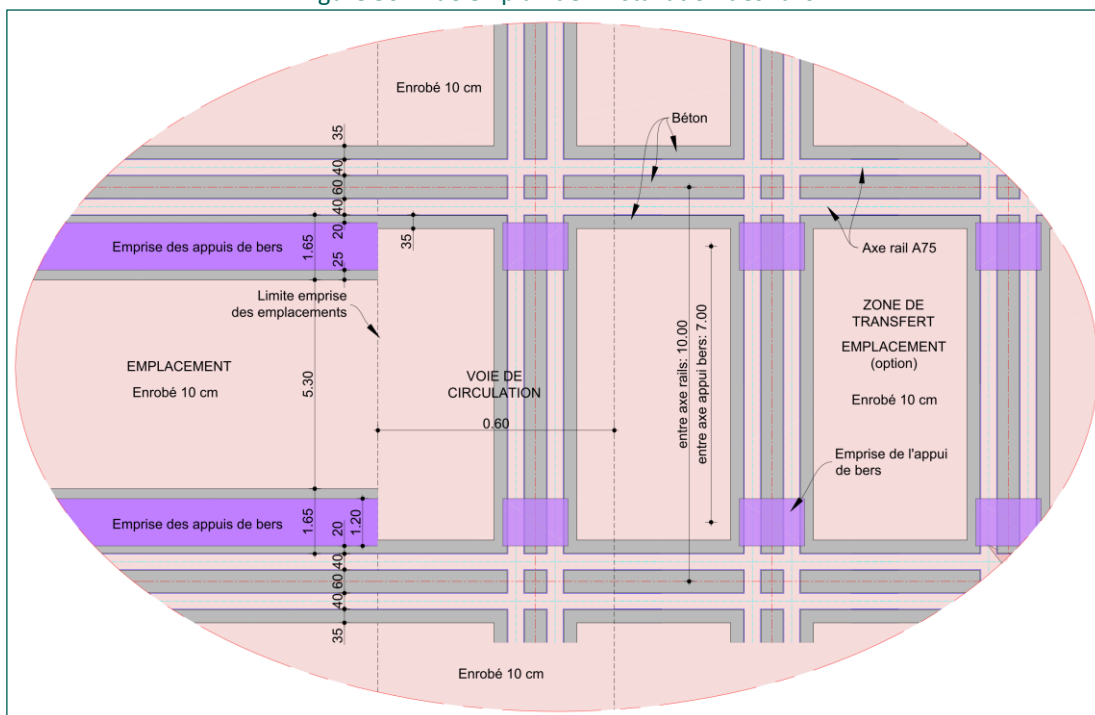 Enrobé 10 cm
Béton
35
40
60
40
20
1.65
35
25
Emprise des appuis de bers
Axe rail A75
Limite emprise
des emplacements
ZONE DE
TRANSFERT
EMPLACEMENT
(option)
Enrobé 10 cm
EMPLACEMENT
Enrobé 10 cm
5.30
VOIE DE
CIRCULATION
0.60
entre axe rails: 10.00
entre axe appui bers: 7.00
Emprise de l'appui
de bers
Emprise des appuis de bers
1.65
20
1.20
40
60
40
35
Enrobé 10 cm